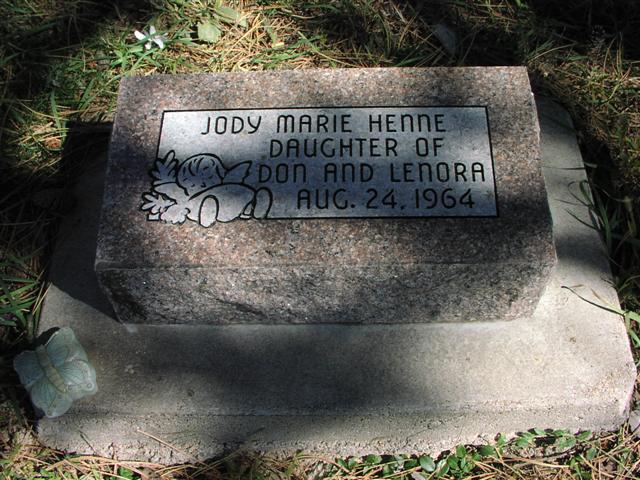 JODY MARIE HENNE
DAUGHTER OF
DON AND LENORA
AUG. 24, 1964